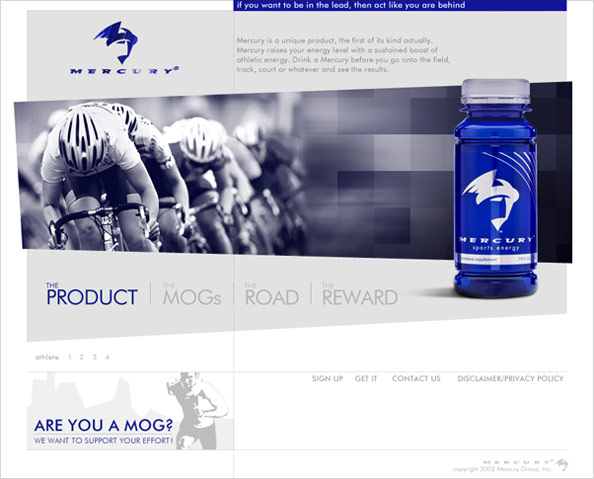 if you want to be in the lead, then act like you are behind
MERCURY®
Mercury is a unique product, the first of its kind actually.
Mercury raises your energy level with a sustained boost of
athletic energy. Drink a Mercury before you go onto the field,
track, court or whatever and see the results.
MERCURY
sports energy
supplement
THE PRODUCT
THE MOGs
THE ROAD
THE REWARD
athlete 1 2 3 4
SIGN UP GET IT CONTACT US DISCLAIMER/PRIVACY POLICY
ARE YOU A MOG?
WE WANT TO SUPPORT YOUR EFFORT!
MERCURY
copyright 2002 Mercury Group, Inc.